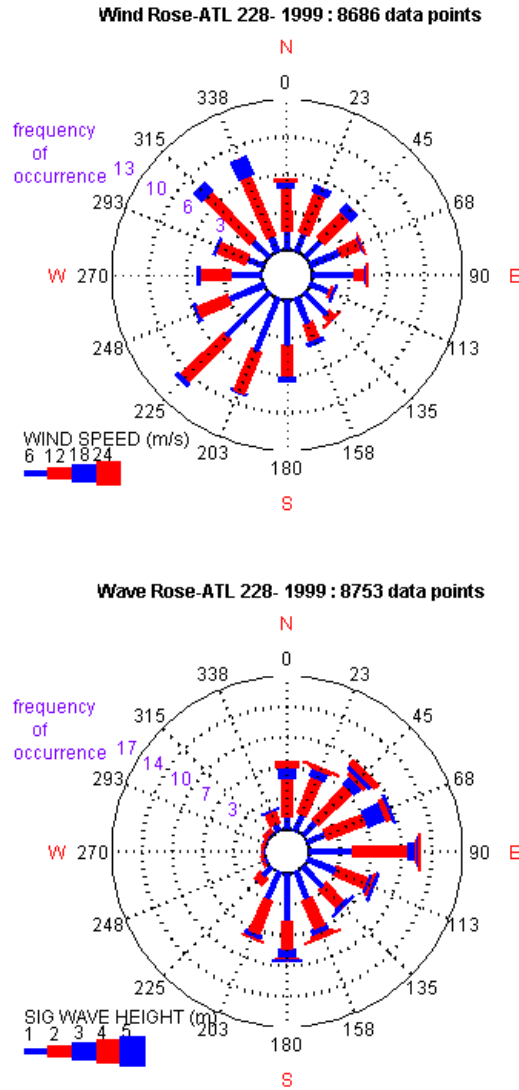 Wind Rose-ATL 228- 1999 : 8686 data points
N
0
338 23
315 45
frequency
of
occurrence 13 10 6 3
293 68
W 270 90 E
248 113
225 135
203 158
180
S
WIND SPEED (m/s)
6 12 18 24
Wave Rose-ATL 228- 1999 : 8753 data points
N
0
338 23
315 45
frequency
of
occurrence 17 14 10 7 3
293 68
W 270 90 E
248 113
225 135
203 158
180
S
SIG WAVE HEIGHT (m)
1 2 3 4 5